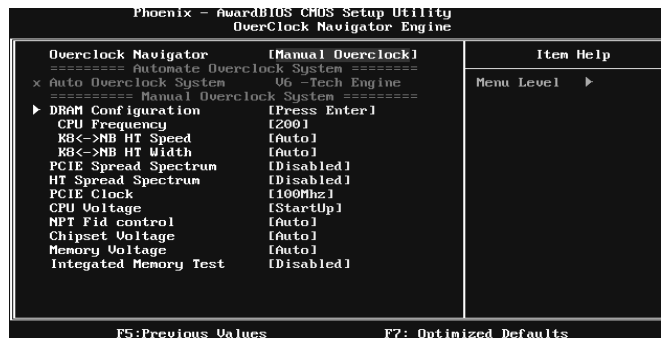 Phoenix - AwardBIOS CMOS Setup Utility
OverClock Navigator Engine
Overclock Navigator [Manual Overclock] Item Help
========= Automate Overclock System ========
x Auto Overclock System V6 -Tech Engine Menu Level ▶
========== Manual Overclock System =========
▶ DRAM Configuration [Press Enter]
CPU Frequency [200]
K8<->NB HT Speed [Auto]
K8<->NB HT Width [Auto]
PCIE Spread Spectrum [Disabled]
HT Spread Spectrum [Disabled]
PCIE Clock [100Mhz]
CPU Voltage [StartUp]
NPT Fid control [Auto]
Chipset Voltage [Auto]
Memory Voltage [Auto]
Integated Memory Test [Disabled]
F5:Previous Values F7: Optimized Defaults